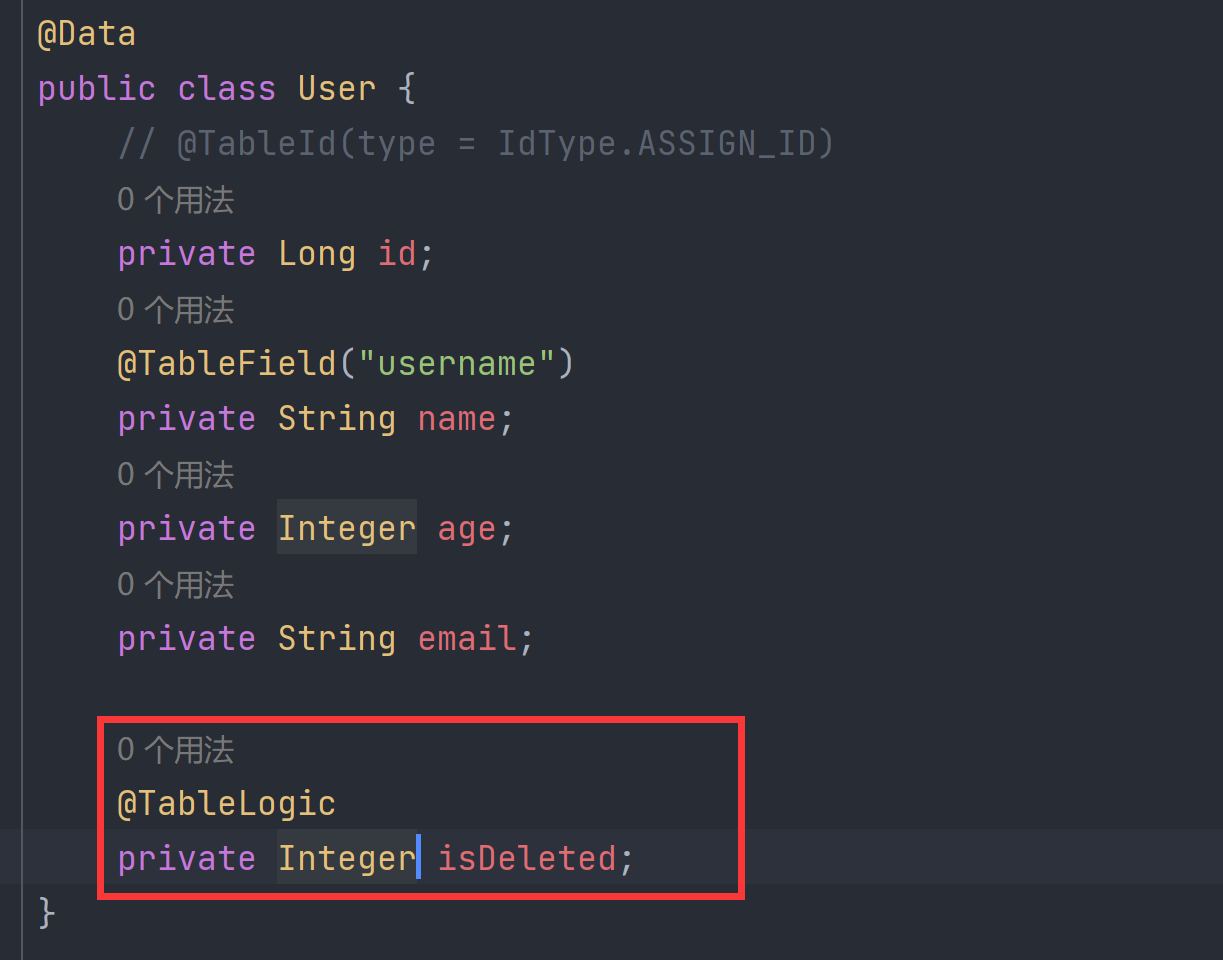 @Data
public class User {
// @TableId(type = IdType.ASSIGN_ID)
0 个用法
private Long id;
0 个用法
@TableField("username")
private String name;
0 个用法
private Integer age;
0 个用法
private String email;
0 个用法
@TableLogic
private Integer isDeleted;
}